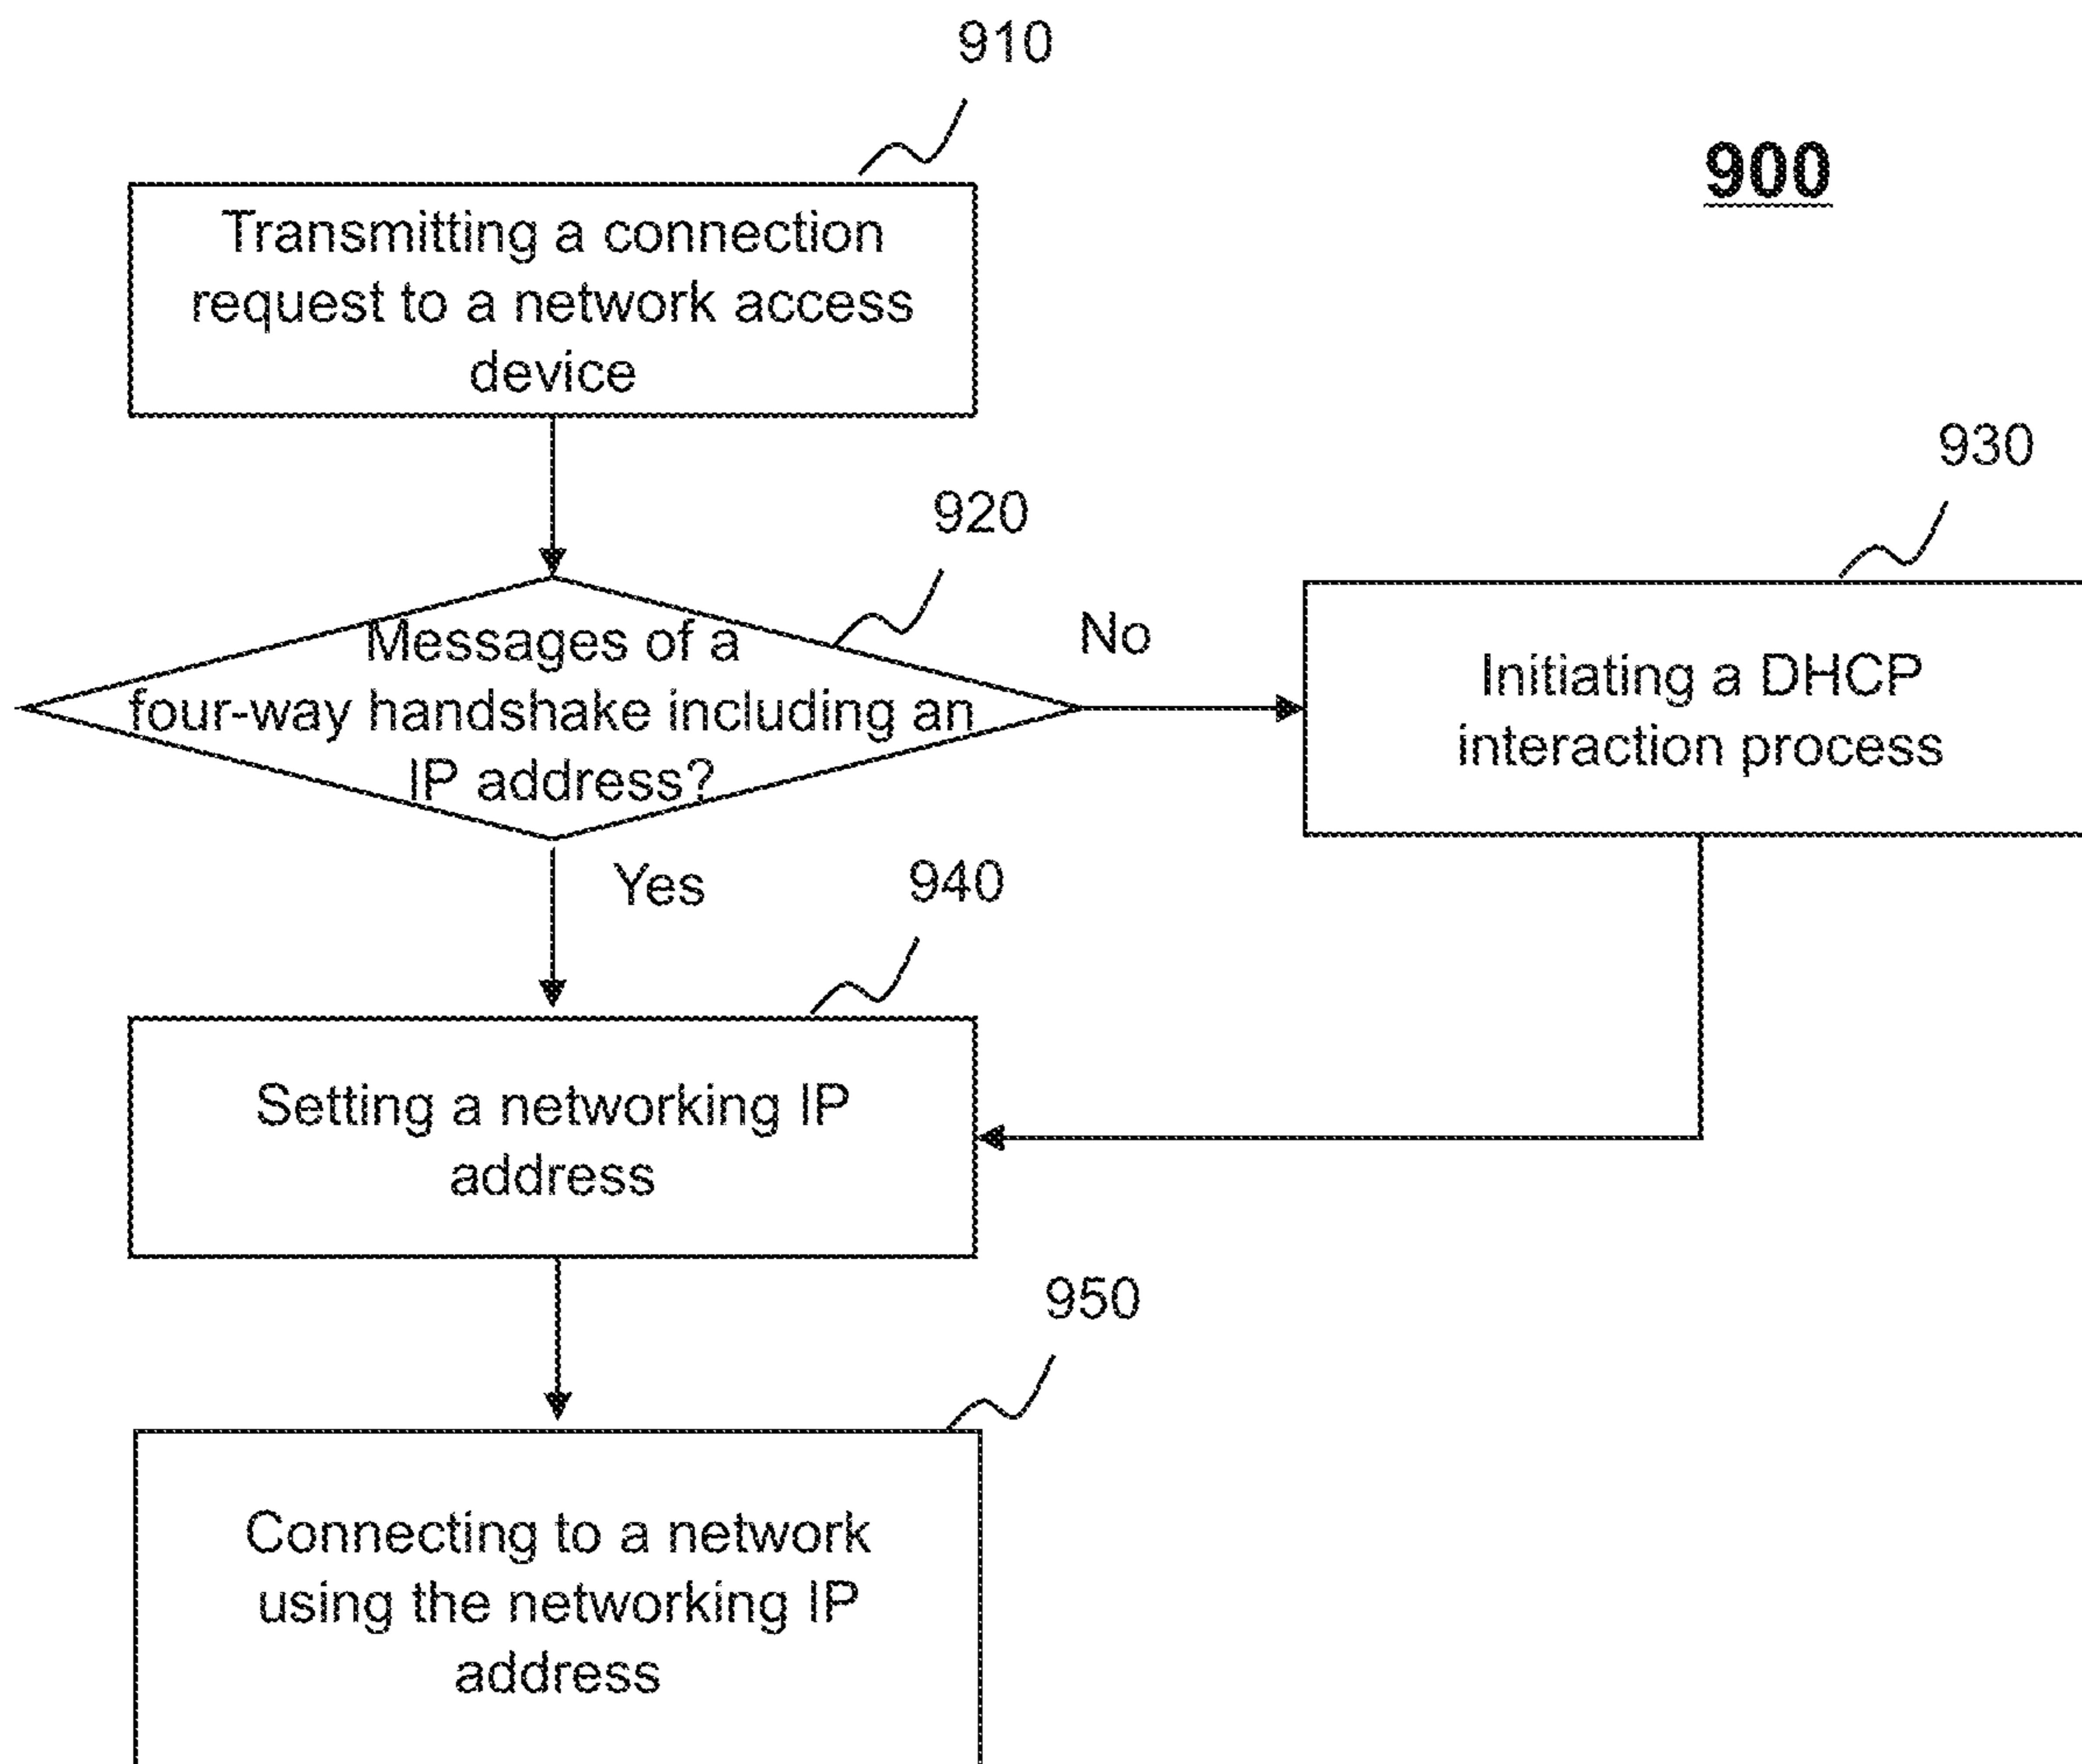 910
900
Transmitting a connection
request to a network access
device
920
930
Messages of a
four-way handshake including an
IP address?
No
Initiating a DHCP
interaction process
Yes
940
Setting a networking IP
address
950
Connecting to a network
using the networking IP
address